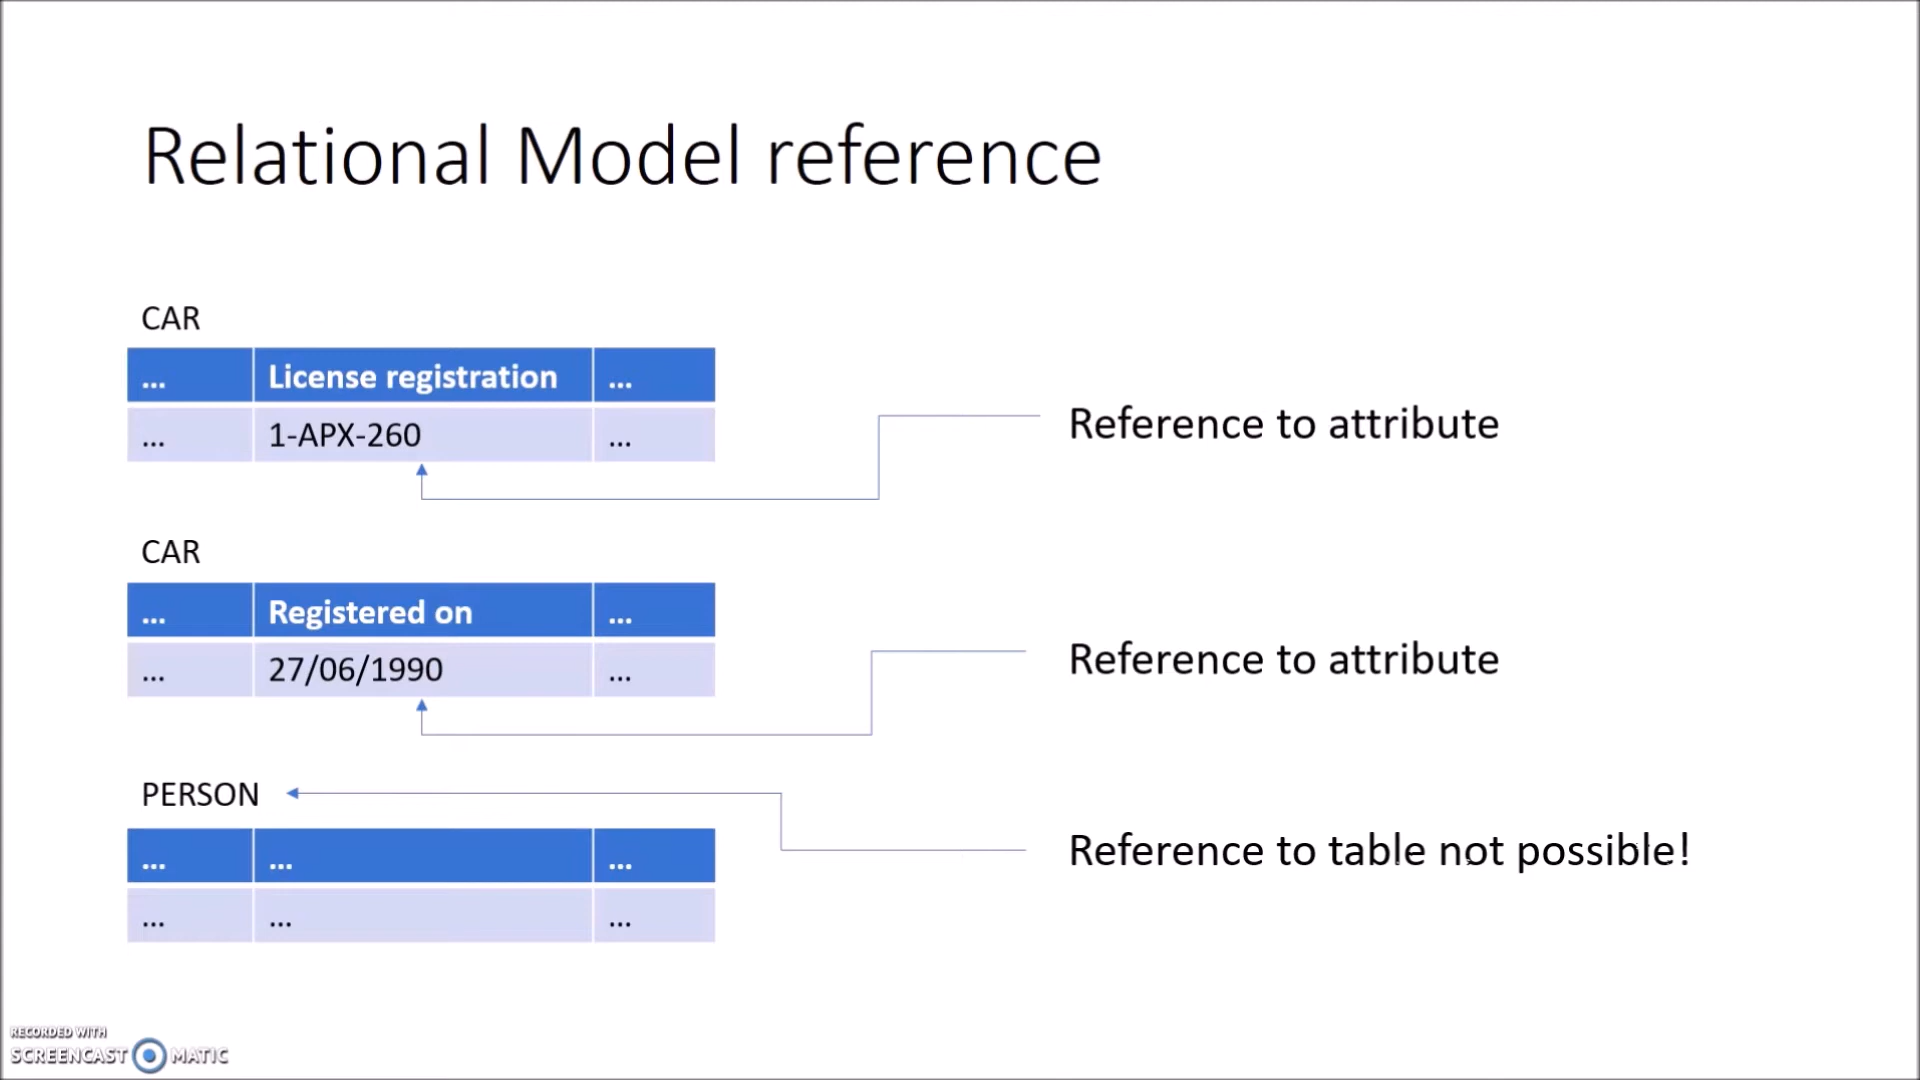 Relational Model reference
CAR
... License registration ...
... 1-APX-260 ...
Reference to attribute
CAR
... Registered on ...
... 27/06/1990 ...
Reference to attribute
PERSON
... ... ...
... ... ...
Reference to table not possible!
RECORDED WITH
SCREENCAST MATIC